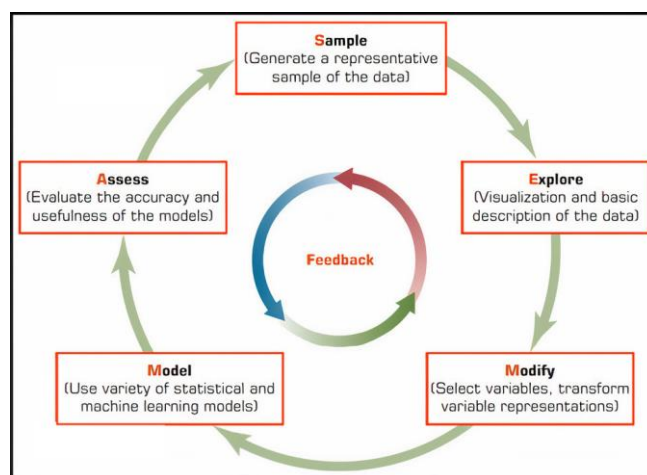 Sample
(Generate a representative
sample of the data)
Explore
(Visualization and basic
description of the data)
Modify
(Select variables, transform
variable representations)
Model
(Use variety of statistical and
machine learning models)
Assess
(Evaluate the accuracy and
usefulness of the models)
Feedback